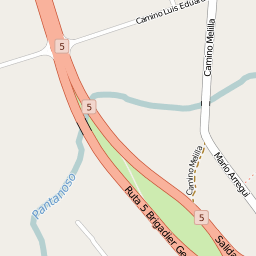 Camino Luis Eduard
Camino Melilla
5
5
Camino Melilla
Mario Arregui
Pantanoso
Ruta 5 Brigadier Ge
5
Salida